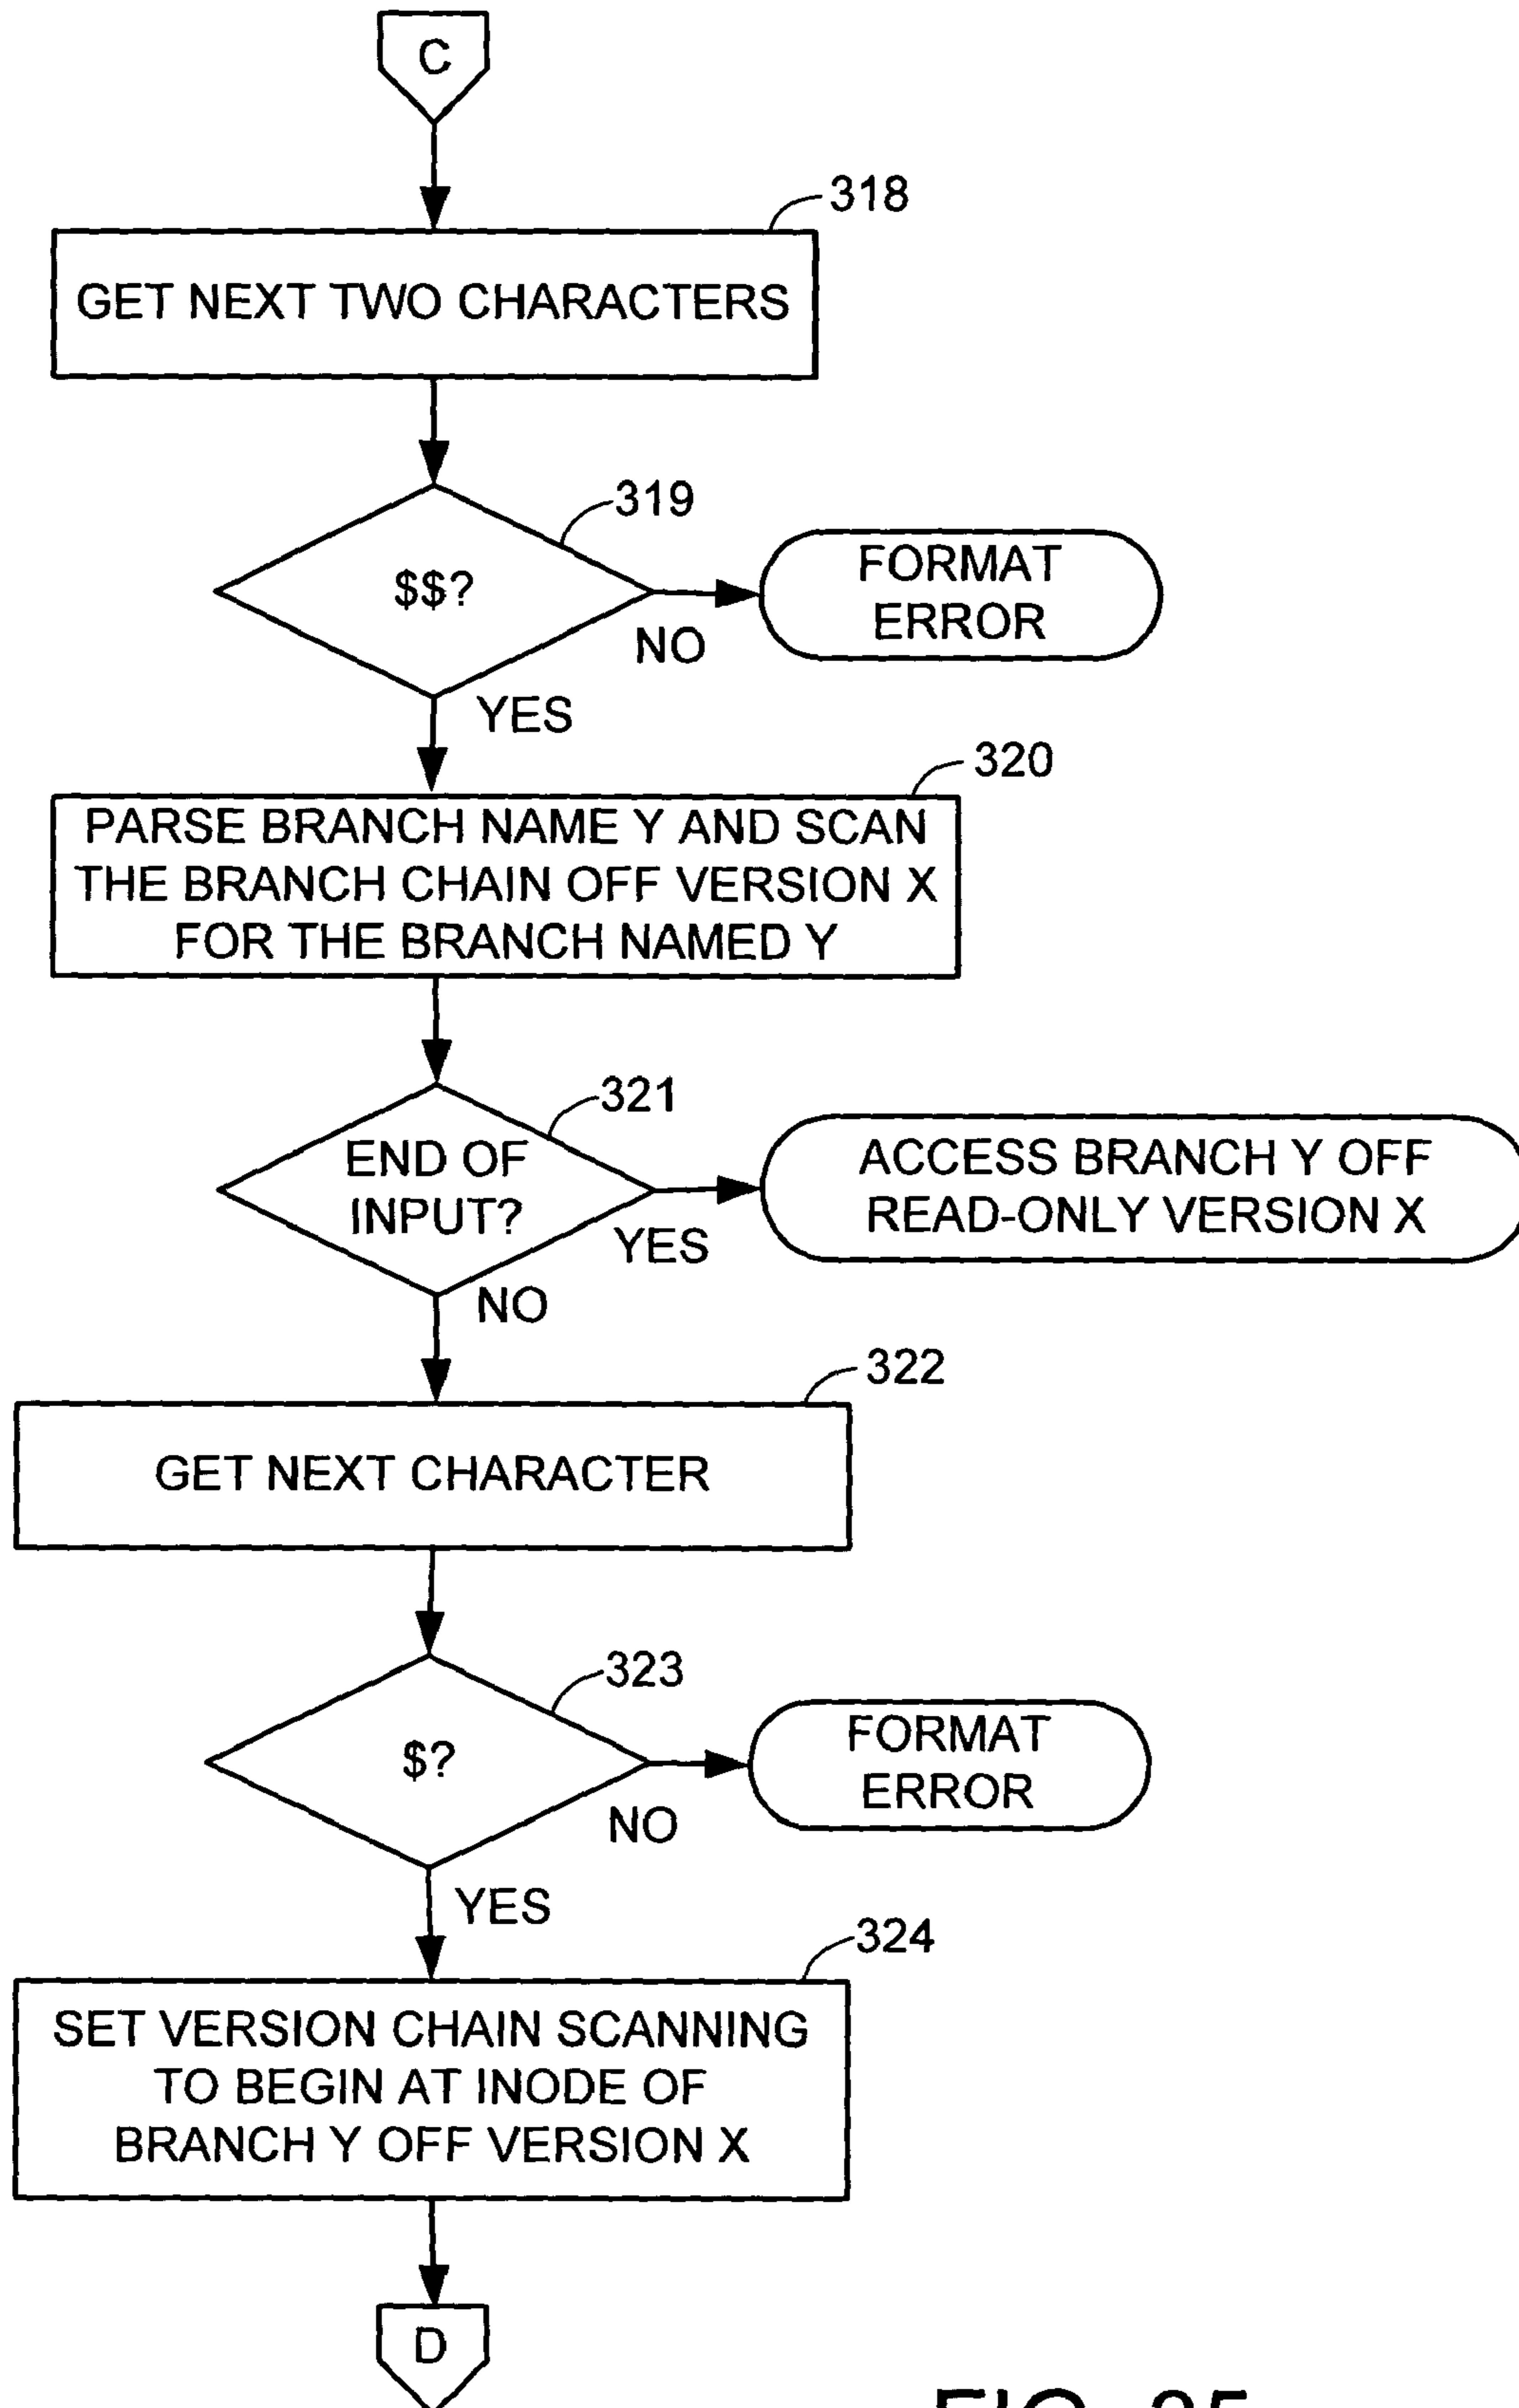 C
318
GET NEXT TWO CHARACTERS
319
$$?
FORMAT
ERROR
NO
YES
320
PARSE BRANCH NAME Y AND SCAN
THE BRANCH CHAIN OFF VERSION X
FOR THE BRANCH NAMED Y
321
END OF
INPUT?
ACCESS BRANCH Y OFF
READ-ONLY VERSION X
YES
NO
322
GET NEXT CHARACTER
323
$?
FORMAT
ERROR
NO
YES
324
SET VERSION CHAIN SCANNING
TO BEGIN AT INODE OF
BRANCH Y OFF VERSION X
D